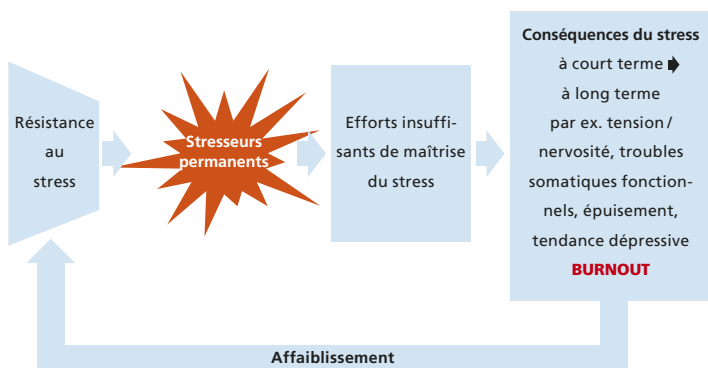 Résistance
au
stress
Stresseurs
permanents
Efforts insuffi-
sants de maîtrise
du stress
Conséquences du stress
à court terme
à long terme
par ex. tension /
nervosité, troubles
somatiques fonction-
nels, épuisement,
tendance dépressive
BURNOUT
Affaiblissement